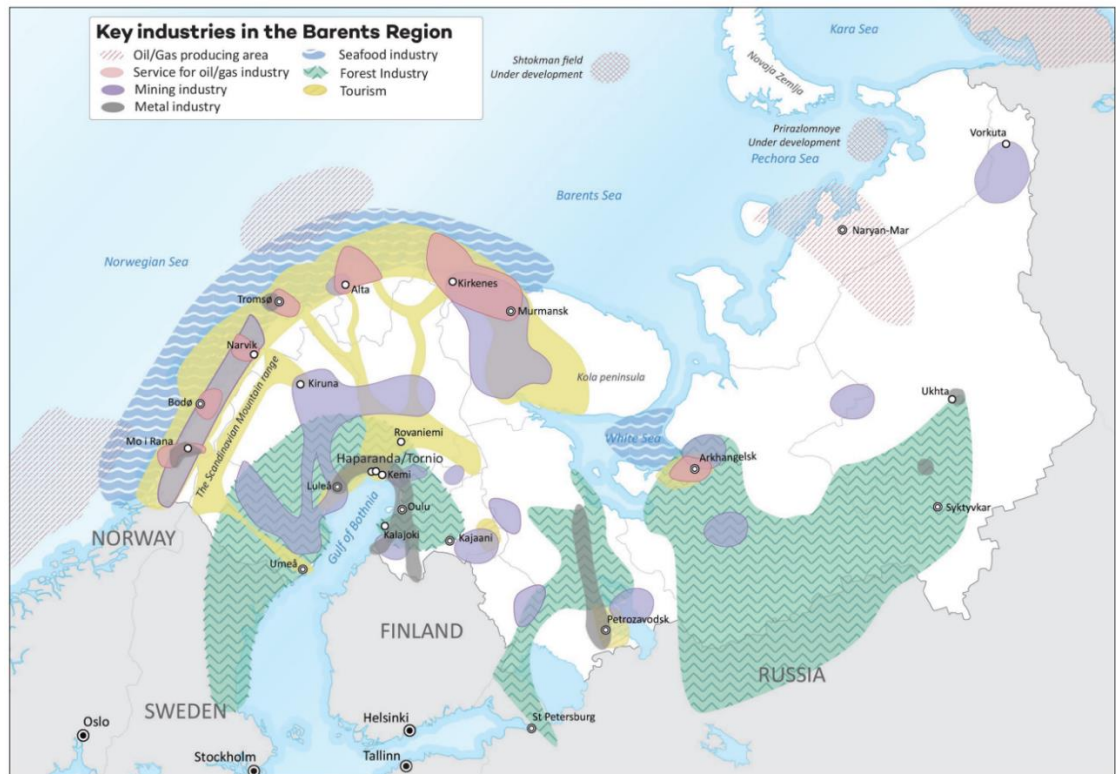 Key industries in the Barents Region
Oil/Gas producing area
Service for oil/gas industry
Mining industry
Metal industry
Seafood industry
Forest Industry
Tourism
Shtokman field
Under development
Kara Sea
Novaja Zemlja
Prirazlomnoye
Under development
Pechora Sea
Vorkuta
Barents Sea
Norwegian Sea
Naryan-Mar
Tromsø
Alta
Kirkenes
Murmansk
Narvik
Kola peninsula
Kiruna
Bodø
Ukhta
The Scandinavian Mountain range
Mo i Rana
Rovaniemi
White Sea
Haparanda/Tornio
Arkhangelsk
Kemi
Luleå
Oulu
Syktyvkar
Gulf of Bothnia
NORWAY
Kalajoki
Kajaani
Umeå
FINLAND
Petrozavodsk
RUSSIA
SWEDEN
Oslo
Helsinki
St Petersburg
Stockholm
Tallinn